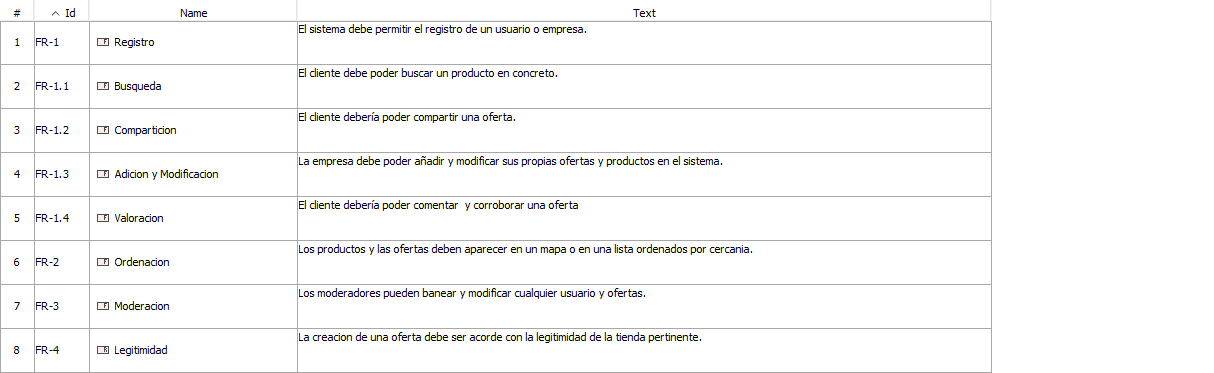 # Id Name Text
1 FR-1 F Registro El sistema debe permitir el registro de un usuario o empresa.
2 FR-1.1 F Busqueda El cliente debe poder buscar un producto en concreto.
3 FR-1.2 F Comparticion El cliente debería poder compartir una oferta.
4 FR-1.3 F Adicion y Modificacion La empresa debe poder añadir y modificar sus propias ofertas y productos en el sistema.
5 FR-1.4 F Valoracion El cliente debería poder comentar  y corroborar una oferta
6 FR-2 F Ordenacion Los productos y las ofertas deben aparecer en un mapa o en una lista ordenados por cercania.
7 FR-3 F Moderacion Los moderadores pueden banear y modificar cualquier usuario y ofertas.
8 FR-4 Legitimidad La creacion de una oferta debe ser acorde con la legitimidad de la tienda pertinente.